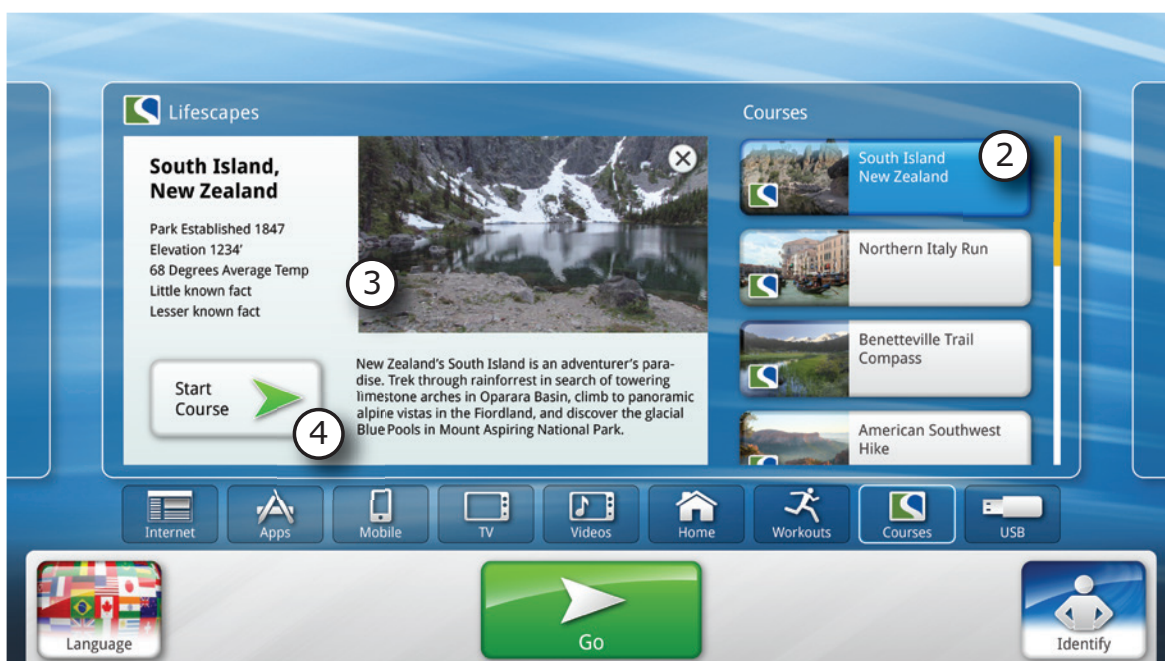 Lifescapes
South Island,
New Zealand
Park Established 1847
Elevation 1234'
68 Degrees Average Temp
Little known fact
Lesser known fact
3
Start
Course
4
New Zealand's South Island is an adventurer's para-
dise. Trek through rainforrest in search of towering
limestone arches in Oparara Basin, climb to panoramic
alpine vistas in the Fiordland, and discover the glacial
Blue Pools in Mount Aspiring National Park.
Courses
South Island
New Zealand
2
Northern Italy Run
Benetteville Trail
Compass
American Southwest
Hike
Internet
Apps
Mobile
TV
Videos
Home
Workouts
Courses
USB
Language
Go
Identify